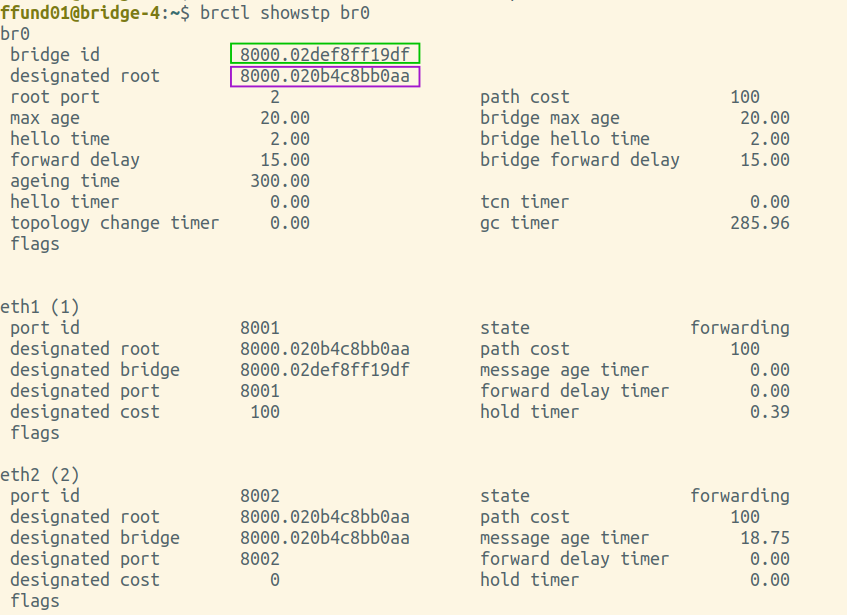 ffund01@bridge-4:~$ brctl showstp br0
br0
bridge id 8000.02def8ff19df
designated root 8000.020b4c8bb0aa
root port 2 path cost 100
max age 20.00 bridge max age 20.00
hello time 2.00 bridge hello time 2.00
forward delay 15.00 bridge forward delay 15.00
ageing time 300.00
hello timer 0.00 tcn timer 0.00
topology change timer 0.00 gc timer 285.96
flags
eth1 (1)
port id 8001 state forwarding
designated root 8000.020b4c8bb0aa path cost 100
designated bridge 8000.02def8ff19df message age timer 0.00
designated port 8001 forward delay timer 0.00
designated cost 100 hold timer 0.39
flags
eth2 (2)
port id 8002 state forwarding
designated root 8000.020b4c8bb0aa path cost 100
designated bridge 8000.020b4c8bb0aa message age timer 18.75
designated port 8002 forward delay timer 0.00
designated cost 0 hold timer 0.00
flags